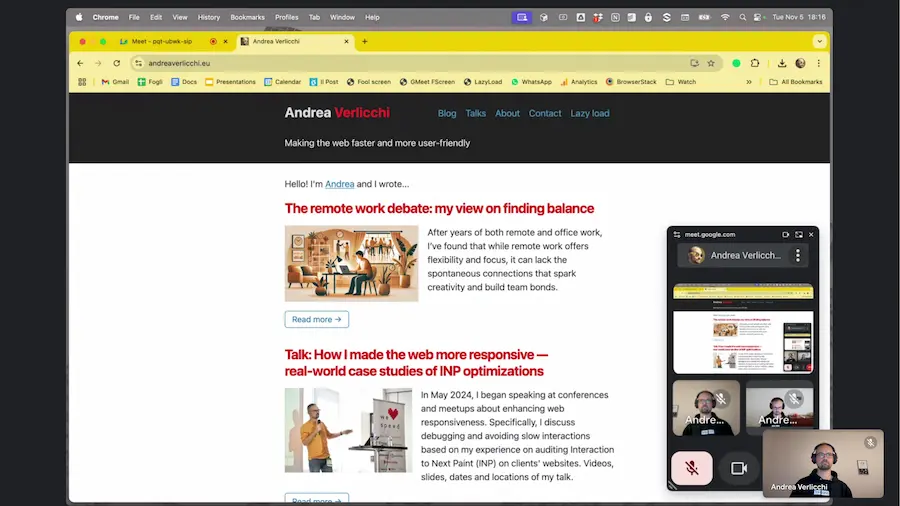 Chrome File Edit View History Bookmarks Profiles Tab Window Help Tue Nov 5 18:16
Meet – pqt-ubwk-sip Andrea Verlicchi
andreaverlicchi.eu
Gmail Fogli Docs Presentations Calendar Il Post Fool screen GMeet FScreen LazyLoad WhatsApp Analytics BrowserStack Watch » All Bookmarks
Andrea Verlicchi
Blog Talks About Contact Lazy load
Making the web faster and more user-friendly
Hello! I'm Andrea and I wrote...
The remote work debate: my view on finding balance
After years of both remote and office work,
I've found that while remote work offers
flexibility and focus, it can lack the
spontaneous connections that spark
creativity and build team bonds.
Read more →
Talk: How I made the web more responsive —
real-world case studies of INP optimizations
In May 2024, I began speaking at conferences
and meetups about enhancing web
responsiveness. Specifically, I discuss
debugging and avoiding slow interactions
based on my experience on auditing Interaction
to Next Paint (INP) on clients' websites. Videos,
slides, dates and locations of my talk.
Read more →
meet.google.com
Andrea Verlicch...
Andre... Andre...
Andrea Verlicchi